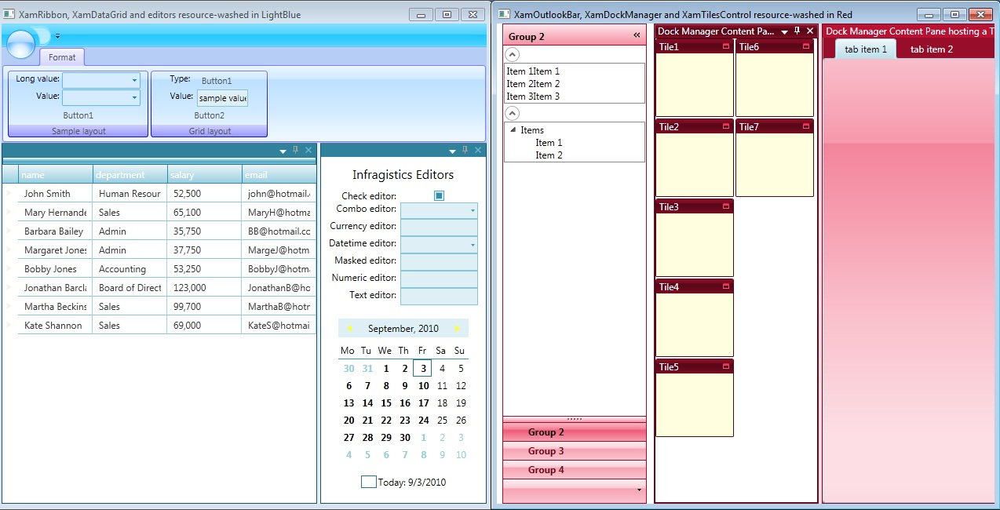 XamRibbon, XamDataGrid and editors resource-washed in LightBlue
Format
Long value:
Value:
Button1
Sample layout
Type: Button1
Value: sample value
Button2
Grid layout
name department salary email
John Smith Human Resour 52,500 john@hotmail.
Mary Hernande Sales 65,100 MaryH@hotma
Barbara Bailey Admin 35,750 BB@hotmail.cc
Margaret Jones Admin 37,750 MargeJ@hotm
Bobby Jones Accounting 53,250 BobbyJ@hotm
Jonathan Barcl Board of Direct 123,000 JonathanB@ho
Martha Beckins Sales 99,700 MarthaB@hotr
Kate Shannon Sales 69,000 KateS@hotmai
Infragistics Editors
Check editor:
Combo editor:
Currency editor:
Datetime editor:
Masked editor:
Numeric editor:
Text editor:
September, 2010
Mo Tu We Th Fr Sa Su
30 31 1 2 3 4 5
6 7 8 9 10 11 12
13 14 15 16 17 18 19
20 21 22 23 24 25 26
27 28 29 30 1 2 3
4 5 6 7 8 9 10
Today: 9/3/2010
XamOutlookBar, XamDockManager and XamTilesControl resource-washed in Red
Group 2
Item 1Item 1
Item 2Item 2
Item 3Item 3
Items
Item 1
Item 2
Group 2
Group 3
Group 4
Dock Manager Content Pa...
Tile1 Tile6
Tile2 Tile7
Tile3
Tile4
Tile5
Dock Manager Content Pane hosting a T
tab item 1 tab item 2